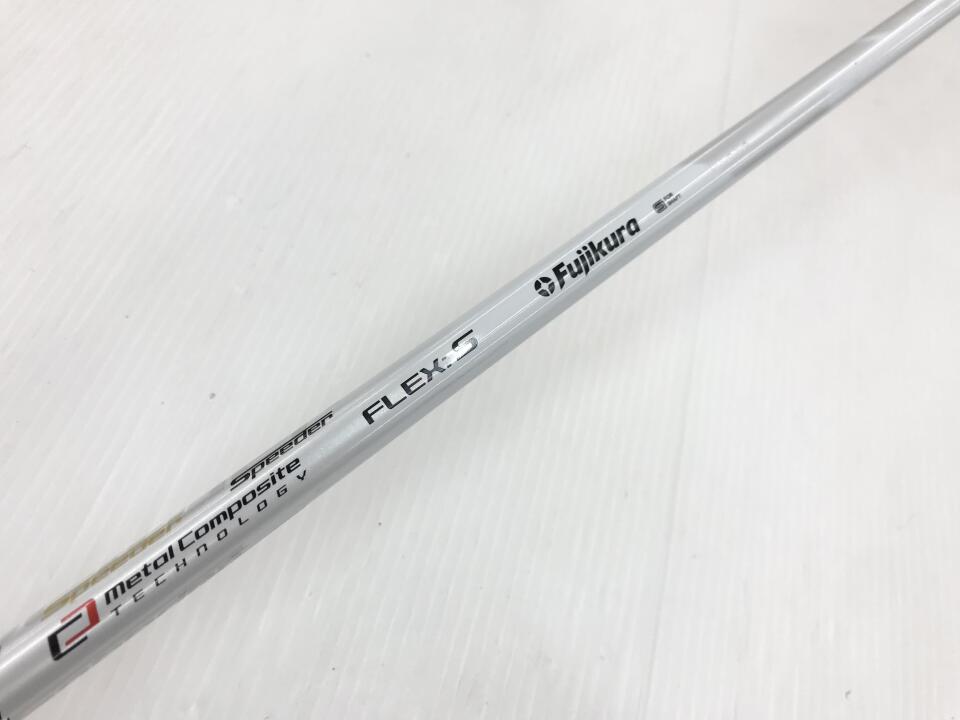 Speeder
metal Composite
TECHNOLOGY
Speeder
FLEX:S
Fujikura